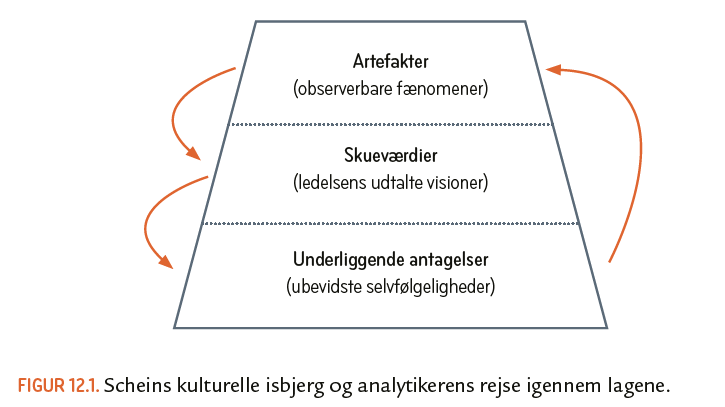 Artefakter
(observerbare fænomener)
Skueværdier
(ledelsens udtalte visioner)
Underliggende antagelser
(ubevidste selvfølgeligheder)
FIGUR 12.1. Scheins kulturelle isbjerg og analytikerens rejse igennem lagene.